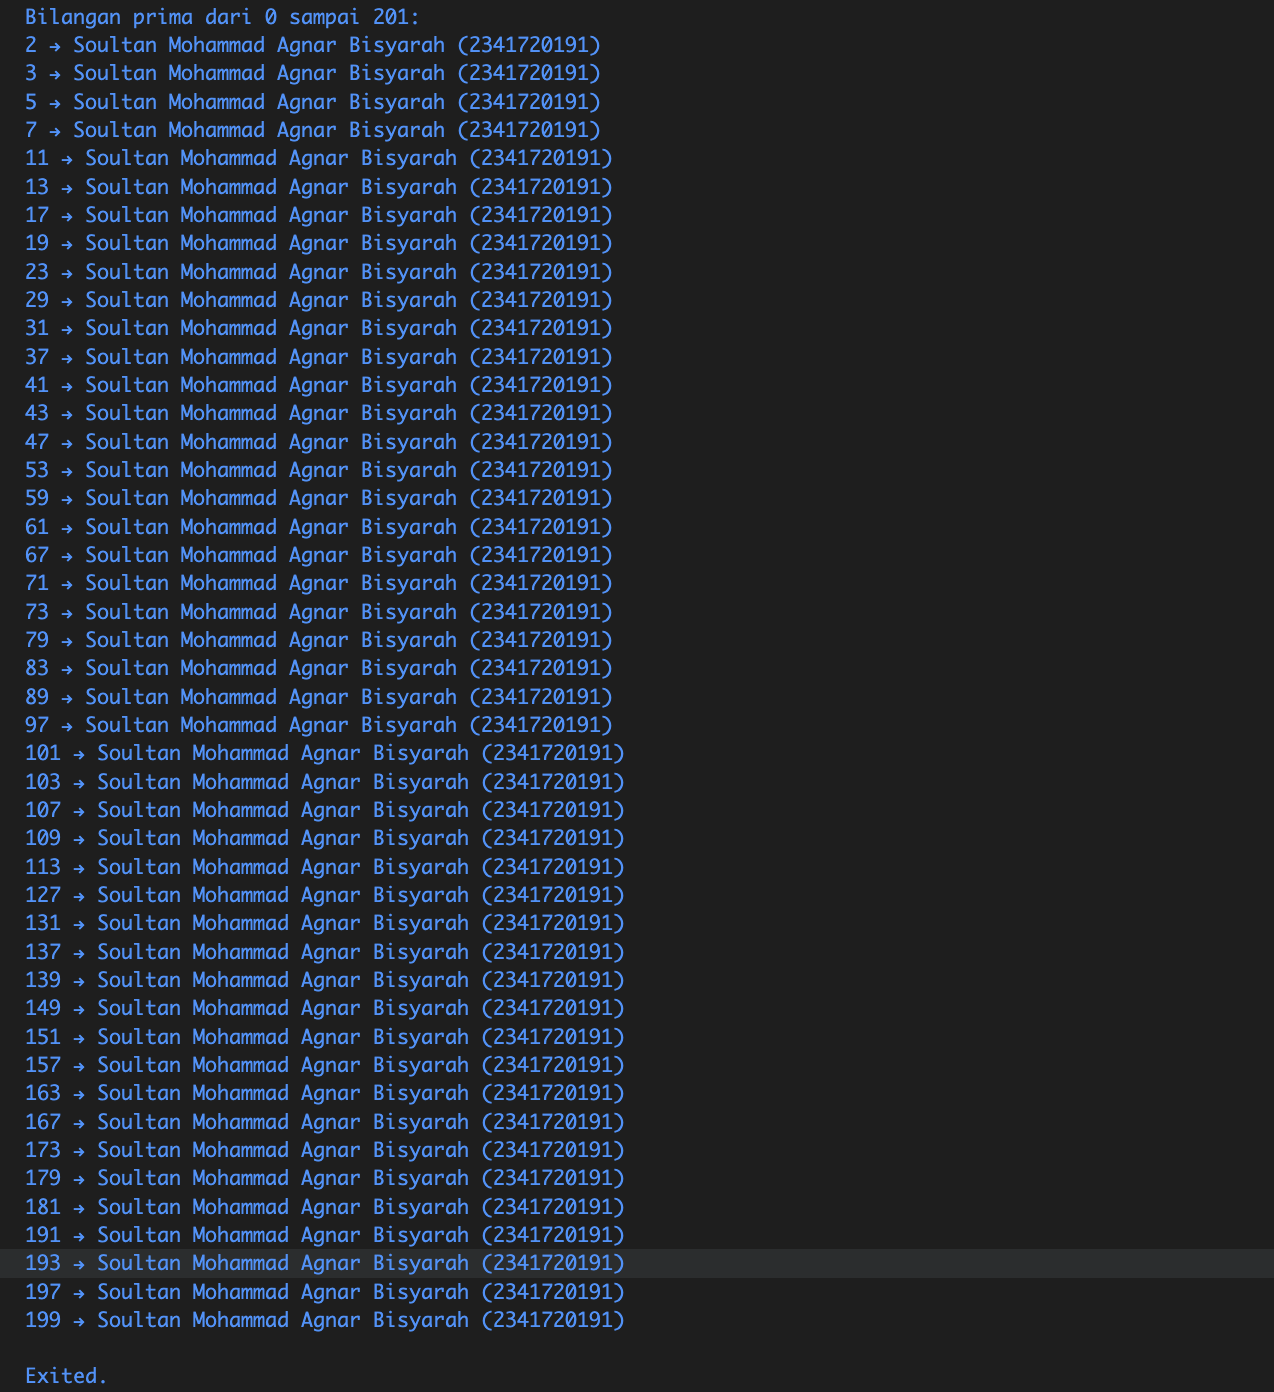 Bilangan prima dari 0 sampai 201:
2 → Soultan Mohammad Agnar Bisyarah (2341720191)
3 → Soultan Mohammad Agnar Bisyarah (2341720191)
5 → Soultan Mohammad Agnar Bisyarah (2341720191)
7 → Soultan Mohammad Agnar Bisyarah (2341720191)
11 → Soultan Mohammad Agnar Bisyarah (2341720191)
13 → Soultan Mohammad Agnar Bisyarah (2341720191)
17 → Soultan Mohammad Agnar Bisyarah (2341720191)
19 → Soultan Mohammad Agnar Bisyarah (2341720191)
23 → Soultan Mohammad Agnar Bisyarah (2341720191)
29 → Soultan Mohammad Agnar Bisyarah (2341720191)
31 → Soultan Mohammad Agnar Bisyarah (2341720191)
37 → Soultan Mohammad Agnar Bisyarah (2341720191)
41 → Soultan Mohammad Agnar Bisyarah (2341720191)
43 → Soultan Mohammad Agnar Bisyarah (2341720191)
47 → Soultan Mohammad Agnar Bisyarah (2341720191)
53 → Soultan Mohammad Agnar Bisyarah (2341720191)
59 → Soultan Mohammad Agnar Bisyarah (2341720191)
61 → Soultan Mohammad Agnar Bisyarah (2341720191)
67 → Soultan Mohammad Agnar Bisyarah (2341720191)
71 → Soultan Mohammad Agnar Bisyarah (2341720191)
73 → Soultan Mohammad Agnar Bisyarah (2341720191)
79 → Soultan Mohammad Agnar Bisyarah (2341720191)
83 → Soultan Mohammad Agnar Bisyarah (2341720191)
89 → Soultan Mohammad Agnar Bisyarah (2341720191)
97 → Soultan Mohammad Agnar Bisyarah (2341720191)
101 → Soultan Mohammad Agnar Bisyarah (2341720191)
103 → Soultan Mohammad Agnar Bisyarah (2341720191)
107 → Soultan Mohammad Agnar Bisyarah (2341720191)
109 → Soultan Mohammad Agnar Bisyarah (2341720191)
113 → Soultan Mohammad Agnar Bisyarah (2341720191)
127 → Soultan Mohammad Agnar Bisyarah (2341720191)
131 → Soultan Mohammad Agnar Bisyarah (2341720191)
137 → Soultan Mohammad Agnar Bisyarah (2341720191)
139 → Soultan Mohammad Agnar Bisyarah (2341720191)
149 → Soultan Mohammad Agnar Bisyarah (2341720191)
151 → Soultan Mohammad Agnar Bisyarah (2341720191)
157 → Soultan Mohammad Agnar Bisyarah (2341720191)
163 → Soultan Mohammad Agnar Bisyarah (2341720191)
167 → Soultan Mohammad Agnar Bisyarah (2341720191)
173 → Soultan Mohammad Agnar Bisyarah (2341720191)
179 → Soultan Mohammad Agnar Bisyarah (2341720191)
181 → Soultan Mohammad Agnar Bisyarah (2341720191)
191 → Soultan Mohammad Agnar Bisyarah (2341720191)
193 → Soultan Mohammad Agnar Bisyarah (2341720191)
197 → Soultan Mohammad Agnar Bisyarah (2341720191)
199 → Soultan Mohammad Agnar Bisyarah (2341720191)
Exited.